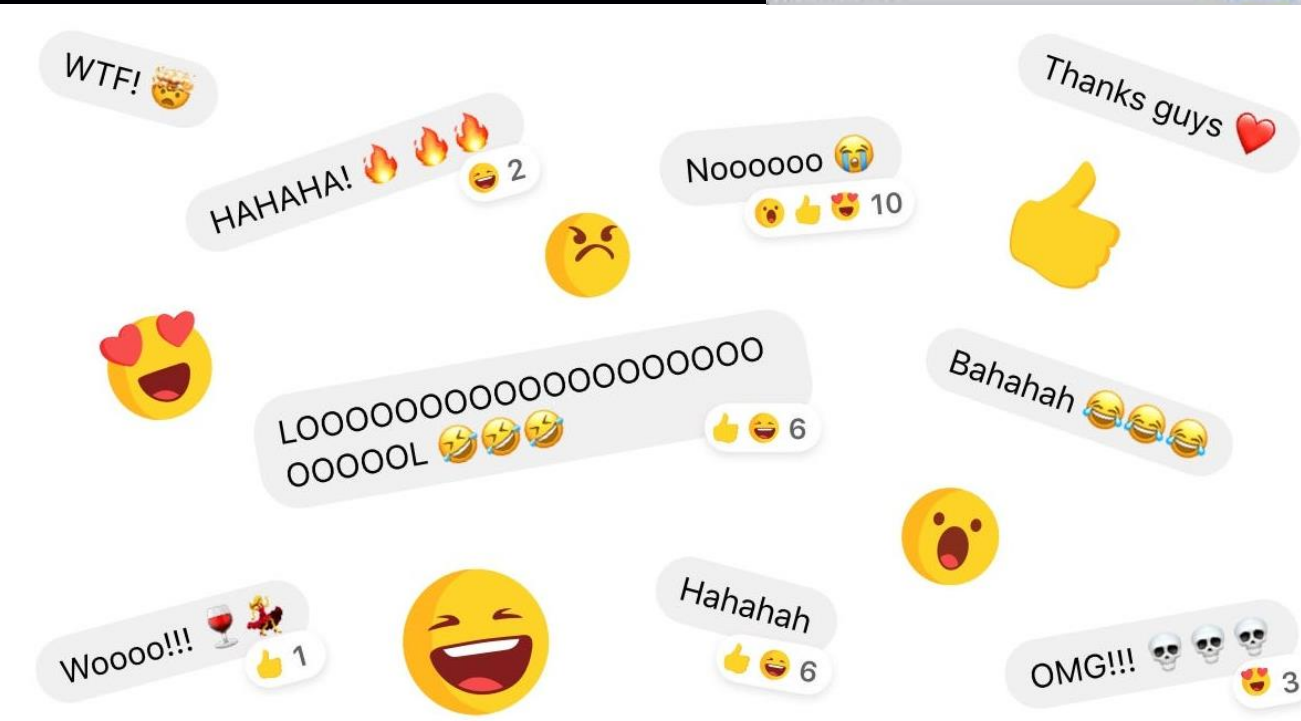 WTF! 🤯
Thanks guys ❤️
HAHAHA! 🔥 🔥 🔥
2
Noooooo 😭
10
LOOOOOOOOOOOOOOOOOOO
OOOOOL 🤣🤣🤣
6
Bahahah 😂😂😂
Woooo!!! 🍷 💃
1
Hahahah
6
OMG!!! 💀 💀 💀
3